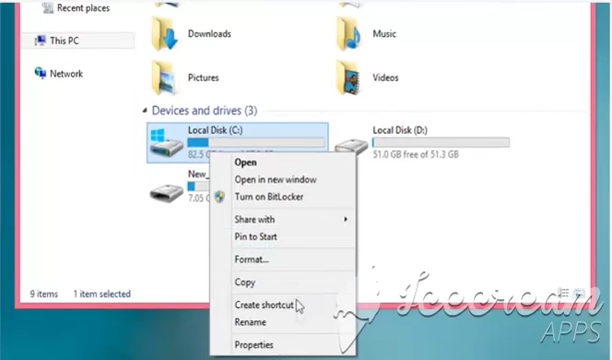 Recent places
This PC
Network
Downloads
Music
Pictures
Videos
Devices and drives (3)
Local Disk (C:)
82.5
Local Disk (D:)
51.0 GB free of 51.3 GB
New_
7.05
Open
Open in new window
Turn on BitLocker
Share with
Pin to Start
Format...
Copy
Create shortcut
Rename
Properties
9 items
1 item selected
Icecream
APPS